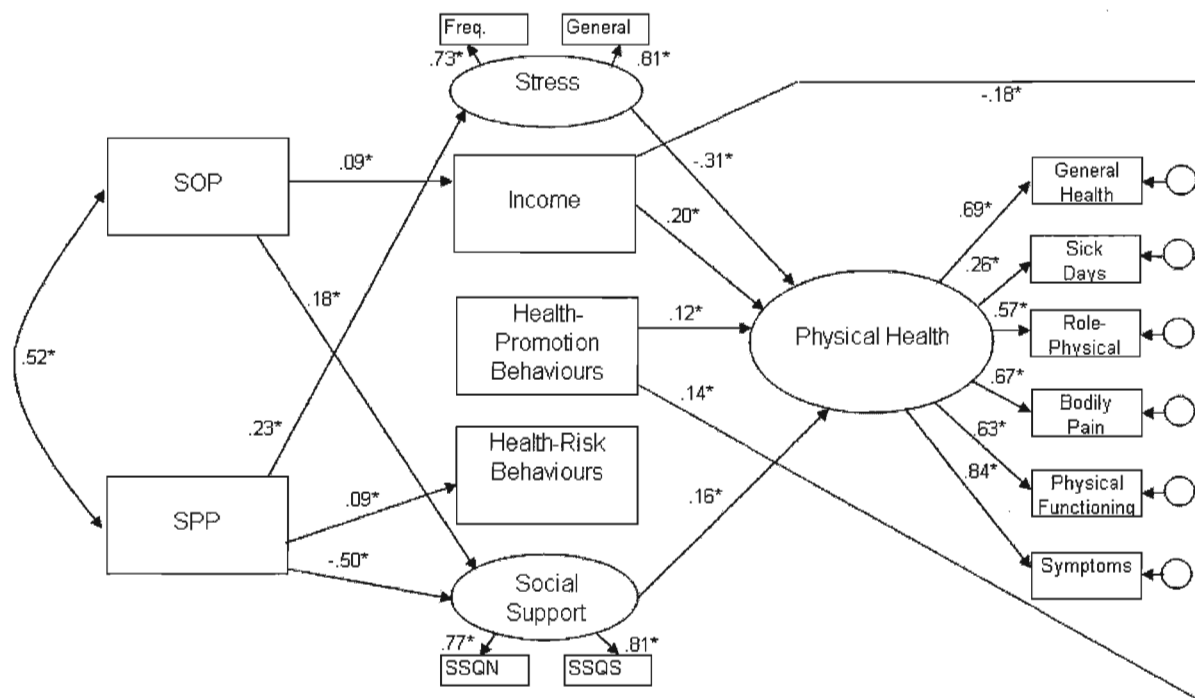 Freq.
General
.73*
.81*
Stress
-.18*
SOP
.09*
Income
-.31*
.20*
General
Health
.69*
Sick
Days
.26*
.18*
Health-
Promotion
Behaviours
.12*
Physical Health
.57*
Role-
Physical
.52*
.14*
.67*
Bodily
Pain
.23*
Health-Risk
Behaviours
.63*
.84*
Physical
Functioning
SPP
.09*
.16*
-.50*
Social
Support
Symptoms
.77*
.81*
SSQN
SSQS